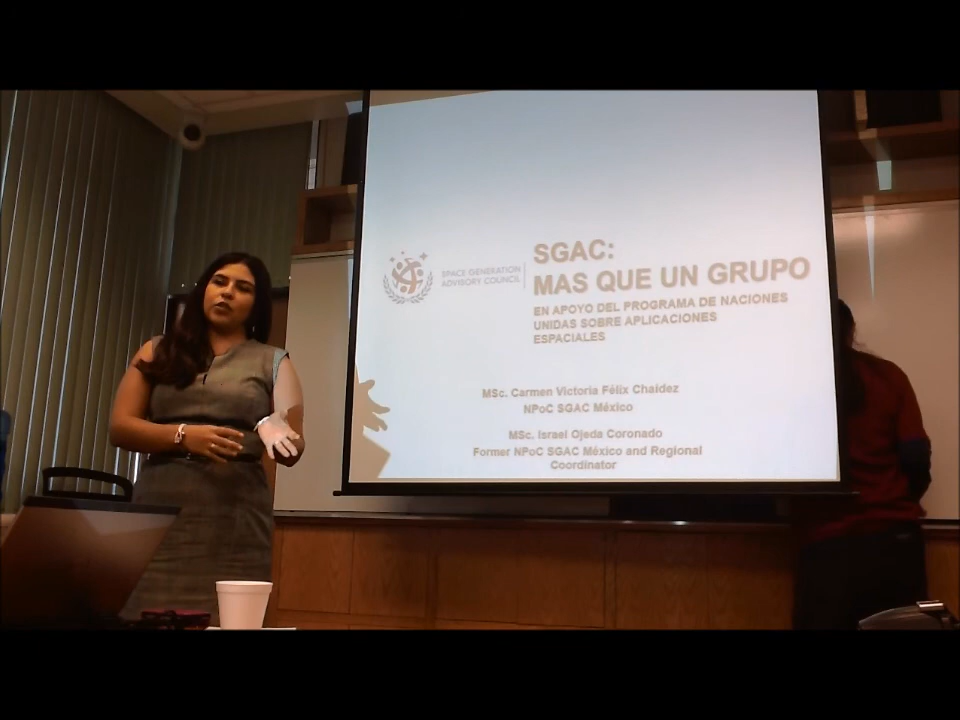 SPACE GENERATION
ADVISORY COUNCIL
SGAC:
MAS QUE UN GRUPO
EN APOYO DEL PROGRAMA DE NACIONES
UNIDAS SOBRE APLICACIONES
ESPACIALES
MSc. Carmen Victoria Félix Chaidez
NPoC SGAC México
MSc. Israel Ojeda Coronado
Former NPoC SGAC México and Regional
Coordinator